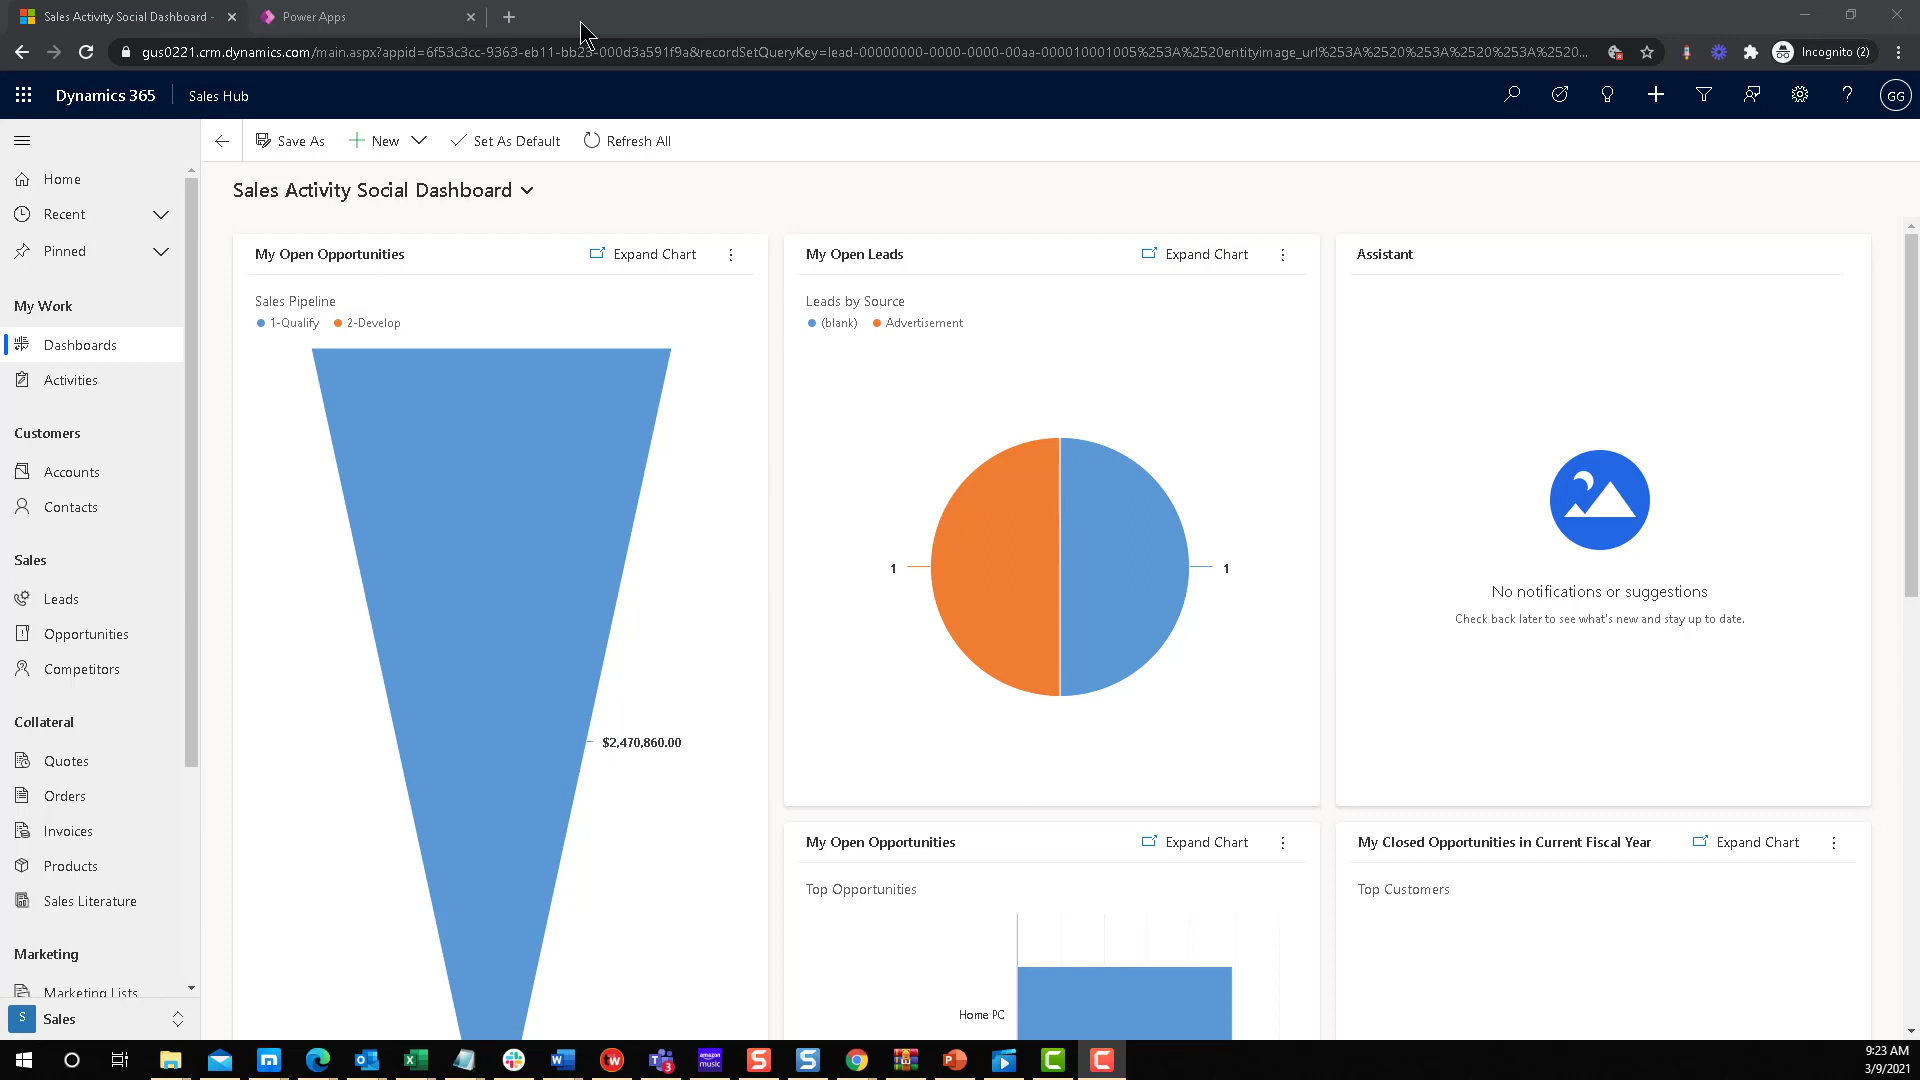 Sales Activity Social Dashboard -
Power Apps
gus0221.crm.dynamics.com/main.aspx?appid=6f53c3cc-9363-eb11-bb23-000d3a591f9a&recordSetQueryKey=lead-00000000-0000-0000-00aa-000010001005%253A%2520entityimage_url%253A%2520%253A%2520%253A%2520...
Incognito (2)
Dynamics 365
Sales Hub
GG
Save As
New
Set As Default
Refresh All
Home
Recent
Pinned
My Work
Dashboards
Activities
Customers
Accounts
Contacts
Sales
Leads
Opportunities
Competitors
Collateral
Quotes
Orders
Invoices
Products
Sales Literature
Marketing
Marketing Lists
S
Sales
Sales Activity Social Dashboard
My Open Opportunities
Expand Chart
Sales Pipeline
1-Qualify
2-Develop
$2,470,860.00
My Open Leads
Expand Chart
Leads by Source
(blank)
Advertisement
1
1
Assistant
No notifications or suggestions
Check back later to see what's new and stay up to date.
My Open Opportunities
Expand Chart
Top Opportunities
Home PC
My Closed Opportunities in Current Fiscal Year
Expand Chart
Top Customers
amazon
music
3
9:23 AM
3/9/2021